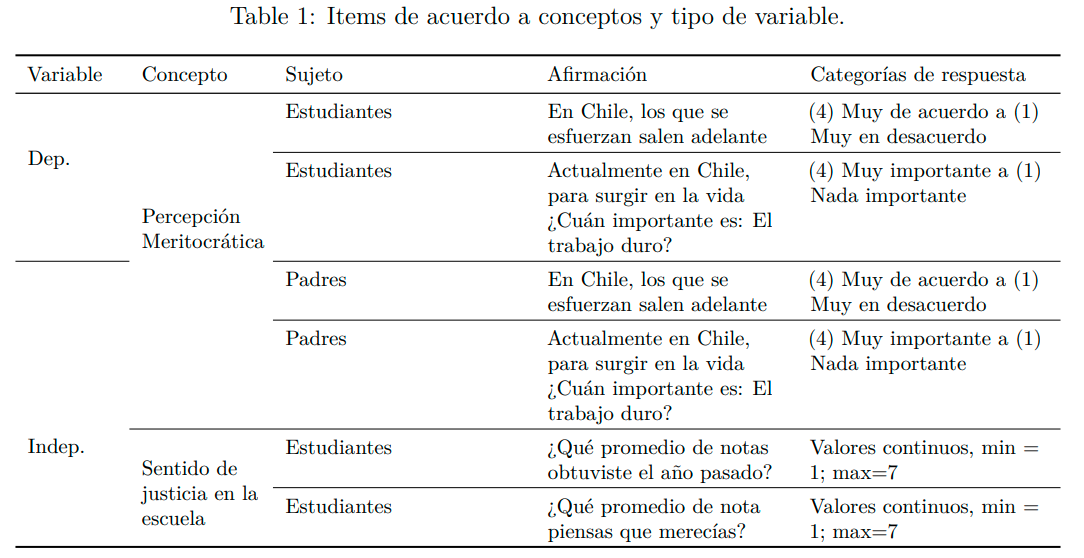 Table 1: Items de acuerdo a conceptos y tipo de variable.
Variable Concepto Sujeto Afirmación Categorías de respuesta
Estudiantes En Chile, los que se (4) Muy de acuerdo a (1)
esfuerzan salen adelante Muy en desacuerdo
Dep.
Estudiantes Actualmente en Chile, (4) Muy importante a (1)
para surgir en la vida Nada importante
Percepción ¿Cuán importante es: El
Meritocrática trabajo duro?
Padres En Chile, los que se (4) Muy de acuerdo a (1)
esfuerzan salen adelante Muy en desacuerdo
Padres Actualmente en Chile, (4) Muy importante a (1)
para surgir en la vida Nada importante
¿Cuán importante es: El
trabajo duro?
Indep. Estudiantes ¿Qué promedio de notas Valores continuos, min =
Sentido de obtuviste el año pasado? 1; max=7
justicia en la
escuela Estudiantes ¿Qué promedio de nota Valores continuos, min =
piensas que merecías? 1; max=7